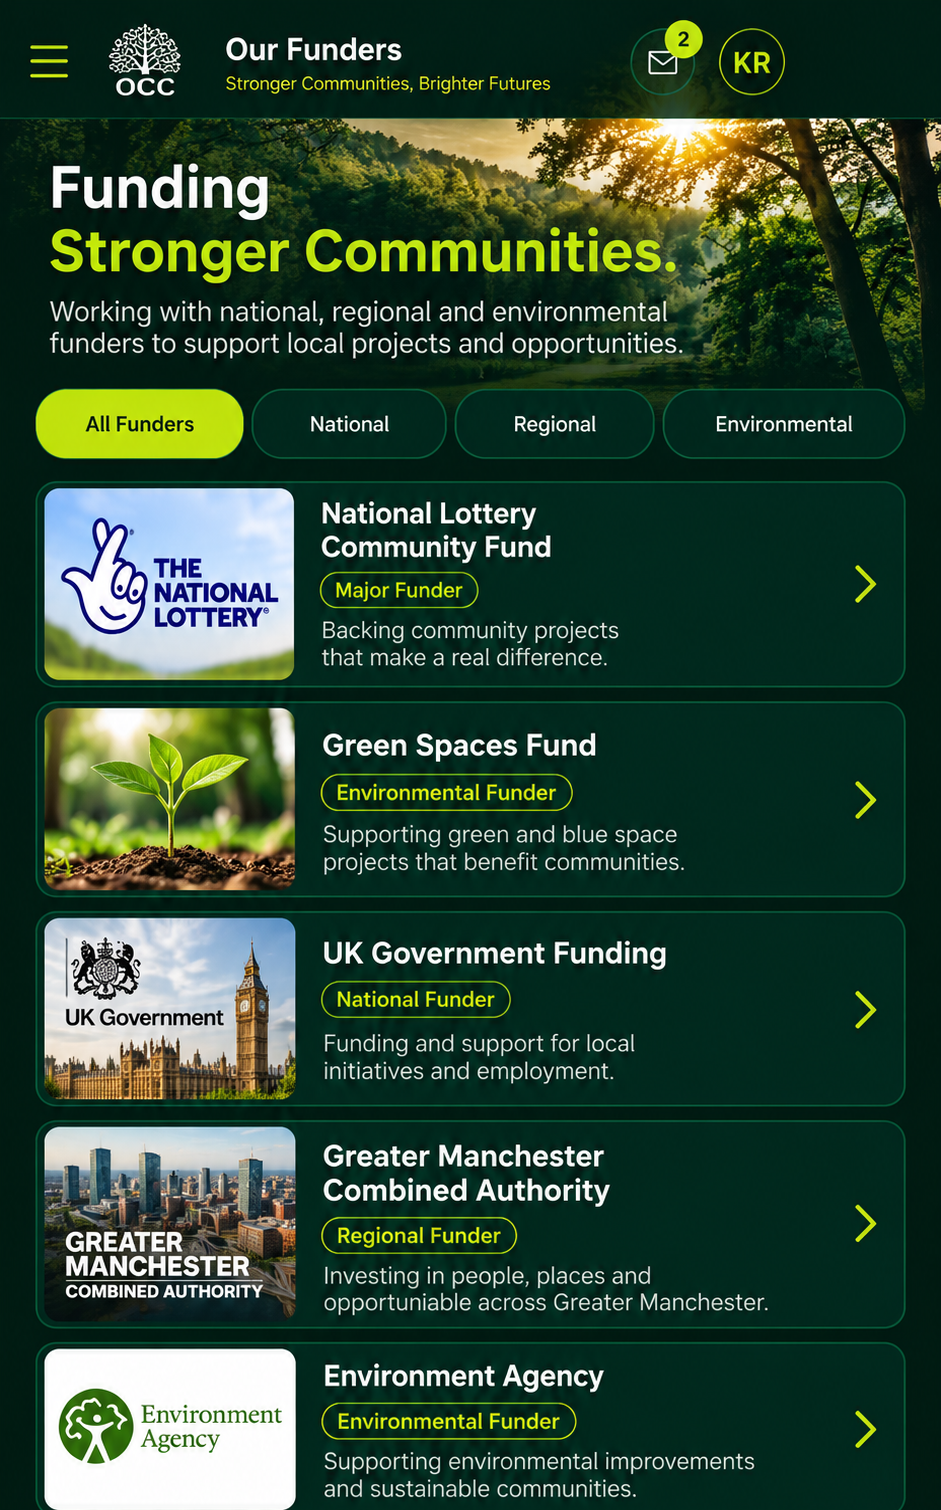 OCC
Our Funders
Stronger Communities, Brighter Futures
2
KR
Funding
Stronger Communities.
Working with national, regional and environmental
funders to support local projects and opportunities.
All Funders
National
Regional
Environmental
THE
NATIONAL
LOTTERY®
National Lottery
Community Fund
Major Funder
Backing community projects
that make a real difference.
Green Spaces Fund
Environmental Funder
Supporting green and blue space
projects that benefit communities.
UK Government
UK Government Funding
National Funder
Funding and support for local
initiatives and employment.
GREATER
MANCHESTER
COMBINED AUTHORITY
Greater Manchester
Combined Authority
Regional Funder
Investing in people, places and
opportuniable across Greater Manchester.
Environment
Agency
Environment Agency
Environmental Funder
Supporting environmental improvements
and sustainable communities.